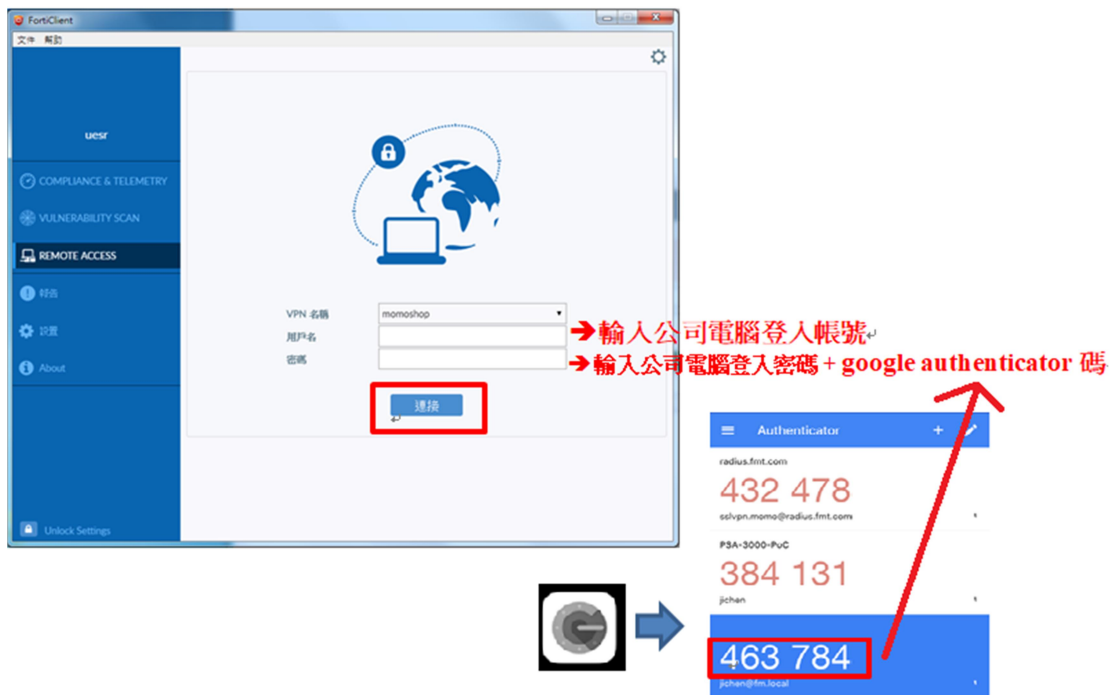 FortiClient
文件 幫助
uesr
COMPLIANCE & TELEMETRY
VULNERABILITY SCAN
REMOTE ACCESS
報告
設置
About
Unlock Settings
VPN 名稱
momoshop
用戶名
密碼
連接
➔輸入公司電腦登入帳號↵
➔輸入公司電腦登入密碼 + google authenticator 碼
Authenticator
radius.fmt.com
432 478
sslvpn.momo@radius.fmt.com
PSA-3000-PoC
384 131
jichen
463 784
jichen@fm.local